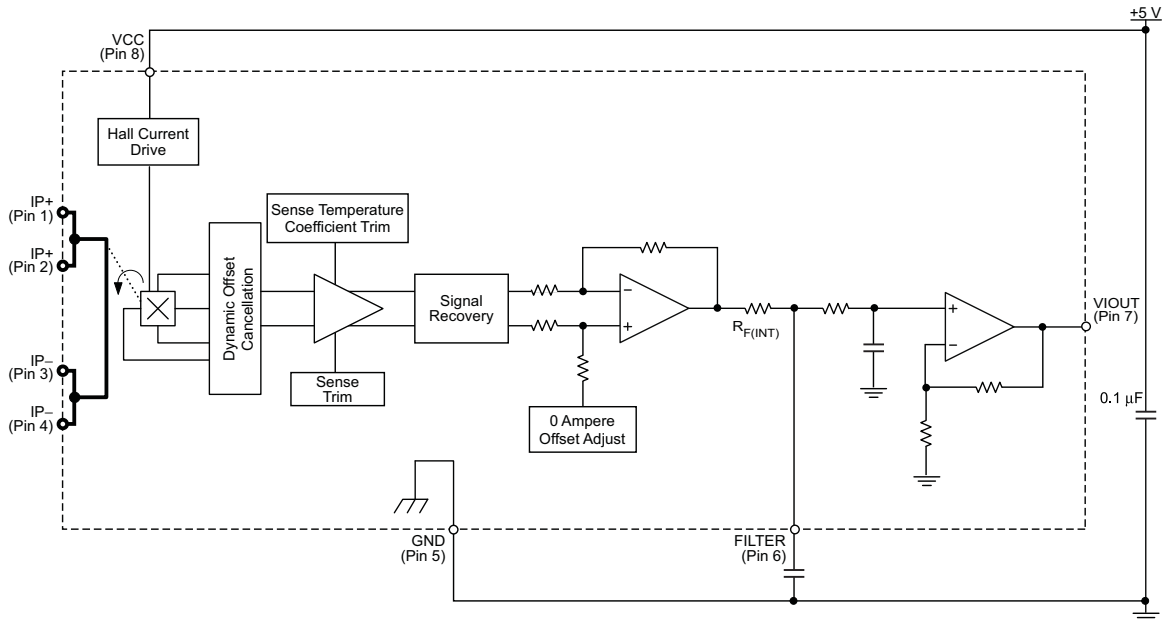 +5 V
VCC
(Pin 8)
Hall Current
Drive
IP+
(Pin 1)
IP+
(Pin 2)
IP−
(Pin 3)
IP−
(Pin 4)
Dynamic Offset
Cancellation
Sense Temperature
Coefficient Trim
Sense
Trim
Signal
Recovery
0 Ampere
Offset Adjust
−
+
RF(INT)
+
−
VIOUT
(Pin 7)
0.1 µF
GND
(Pin 5)
FILTER
(Pin 6)